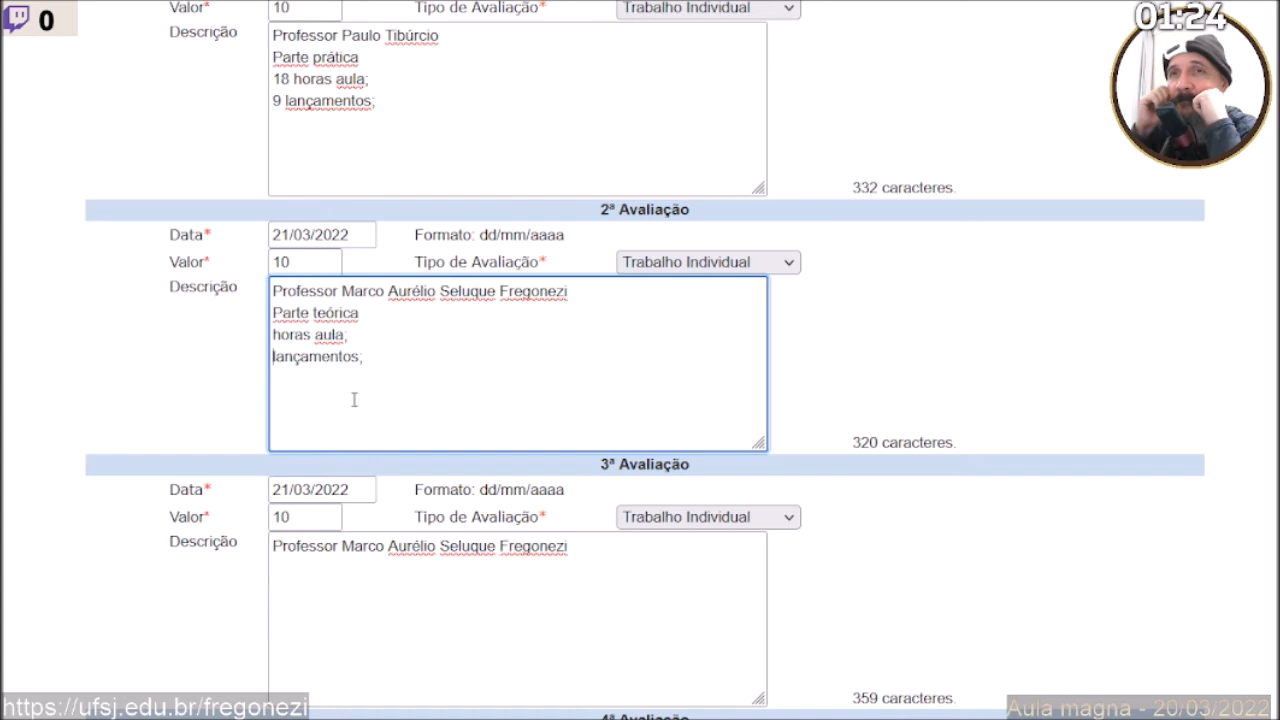 0
01:24
Valor* 10 Tipo de Avaliação* Trabalho Individual
Descrição
Professor Paulo Tibúrcio
Parte prática
18 horas aula;
9 lançamentos;
332 caracteres.
2ª Avaliação
Data* 21/03/2022 Formato: dd/mm/aaaa
Valor* 10 Tipo de Avaliação* Trabalho Individual
Descrição
Professor Marco Aurélio Seluque Fregonezi
Parte teórica
horas aula;
lançamentos;
320 caracteres.
3ª Avaliação
Data* 21/03/2022 Formato: dd/mm/aaaa
Valor* 10 Tipo de Avaliação* Trabalho Individual
Descrição
Professor Marco Aurélio Seluque Fregonezi
359 caracteres.
4ª Avaliação
https://ufsj.edu.br/fregonezi
Aula magna - 20/03/2022